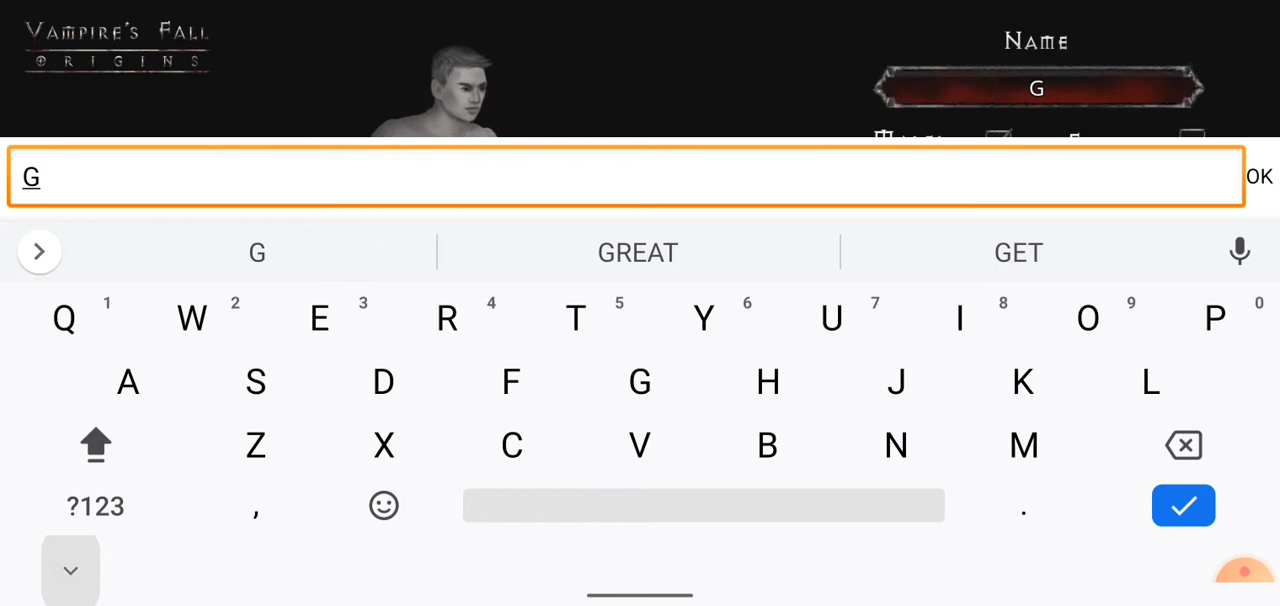 VAMPIRE'S FALL
ORIGINS
NAME
G
G
OK
G GREAT GET
Q 1 W 2 E 3 R 4 T 5 Y 6 U 7 I 8 O 9 P 0
A S D F G H J K L
Z X C V B N M
?123 , .